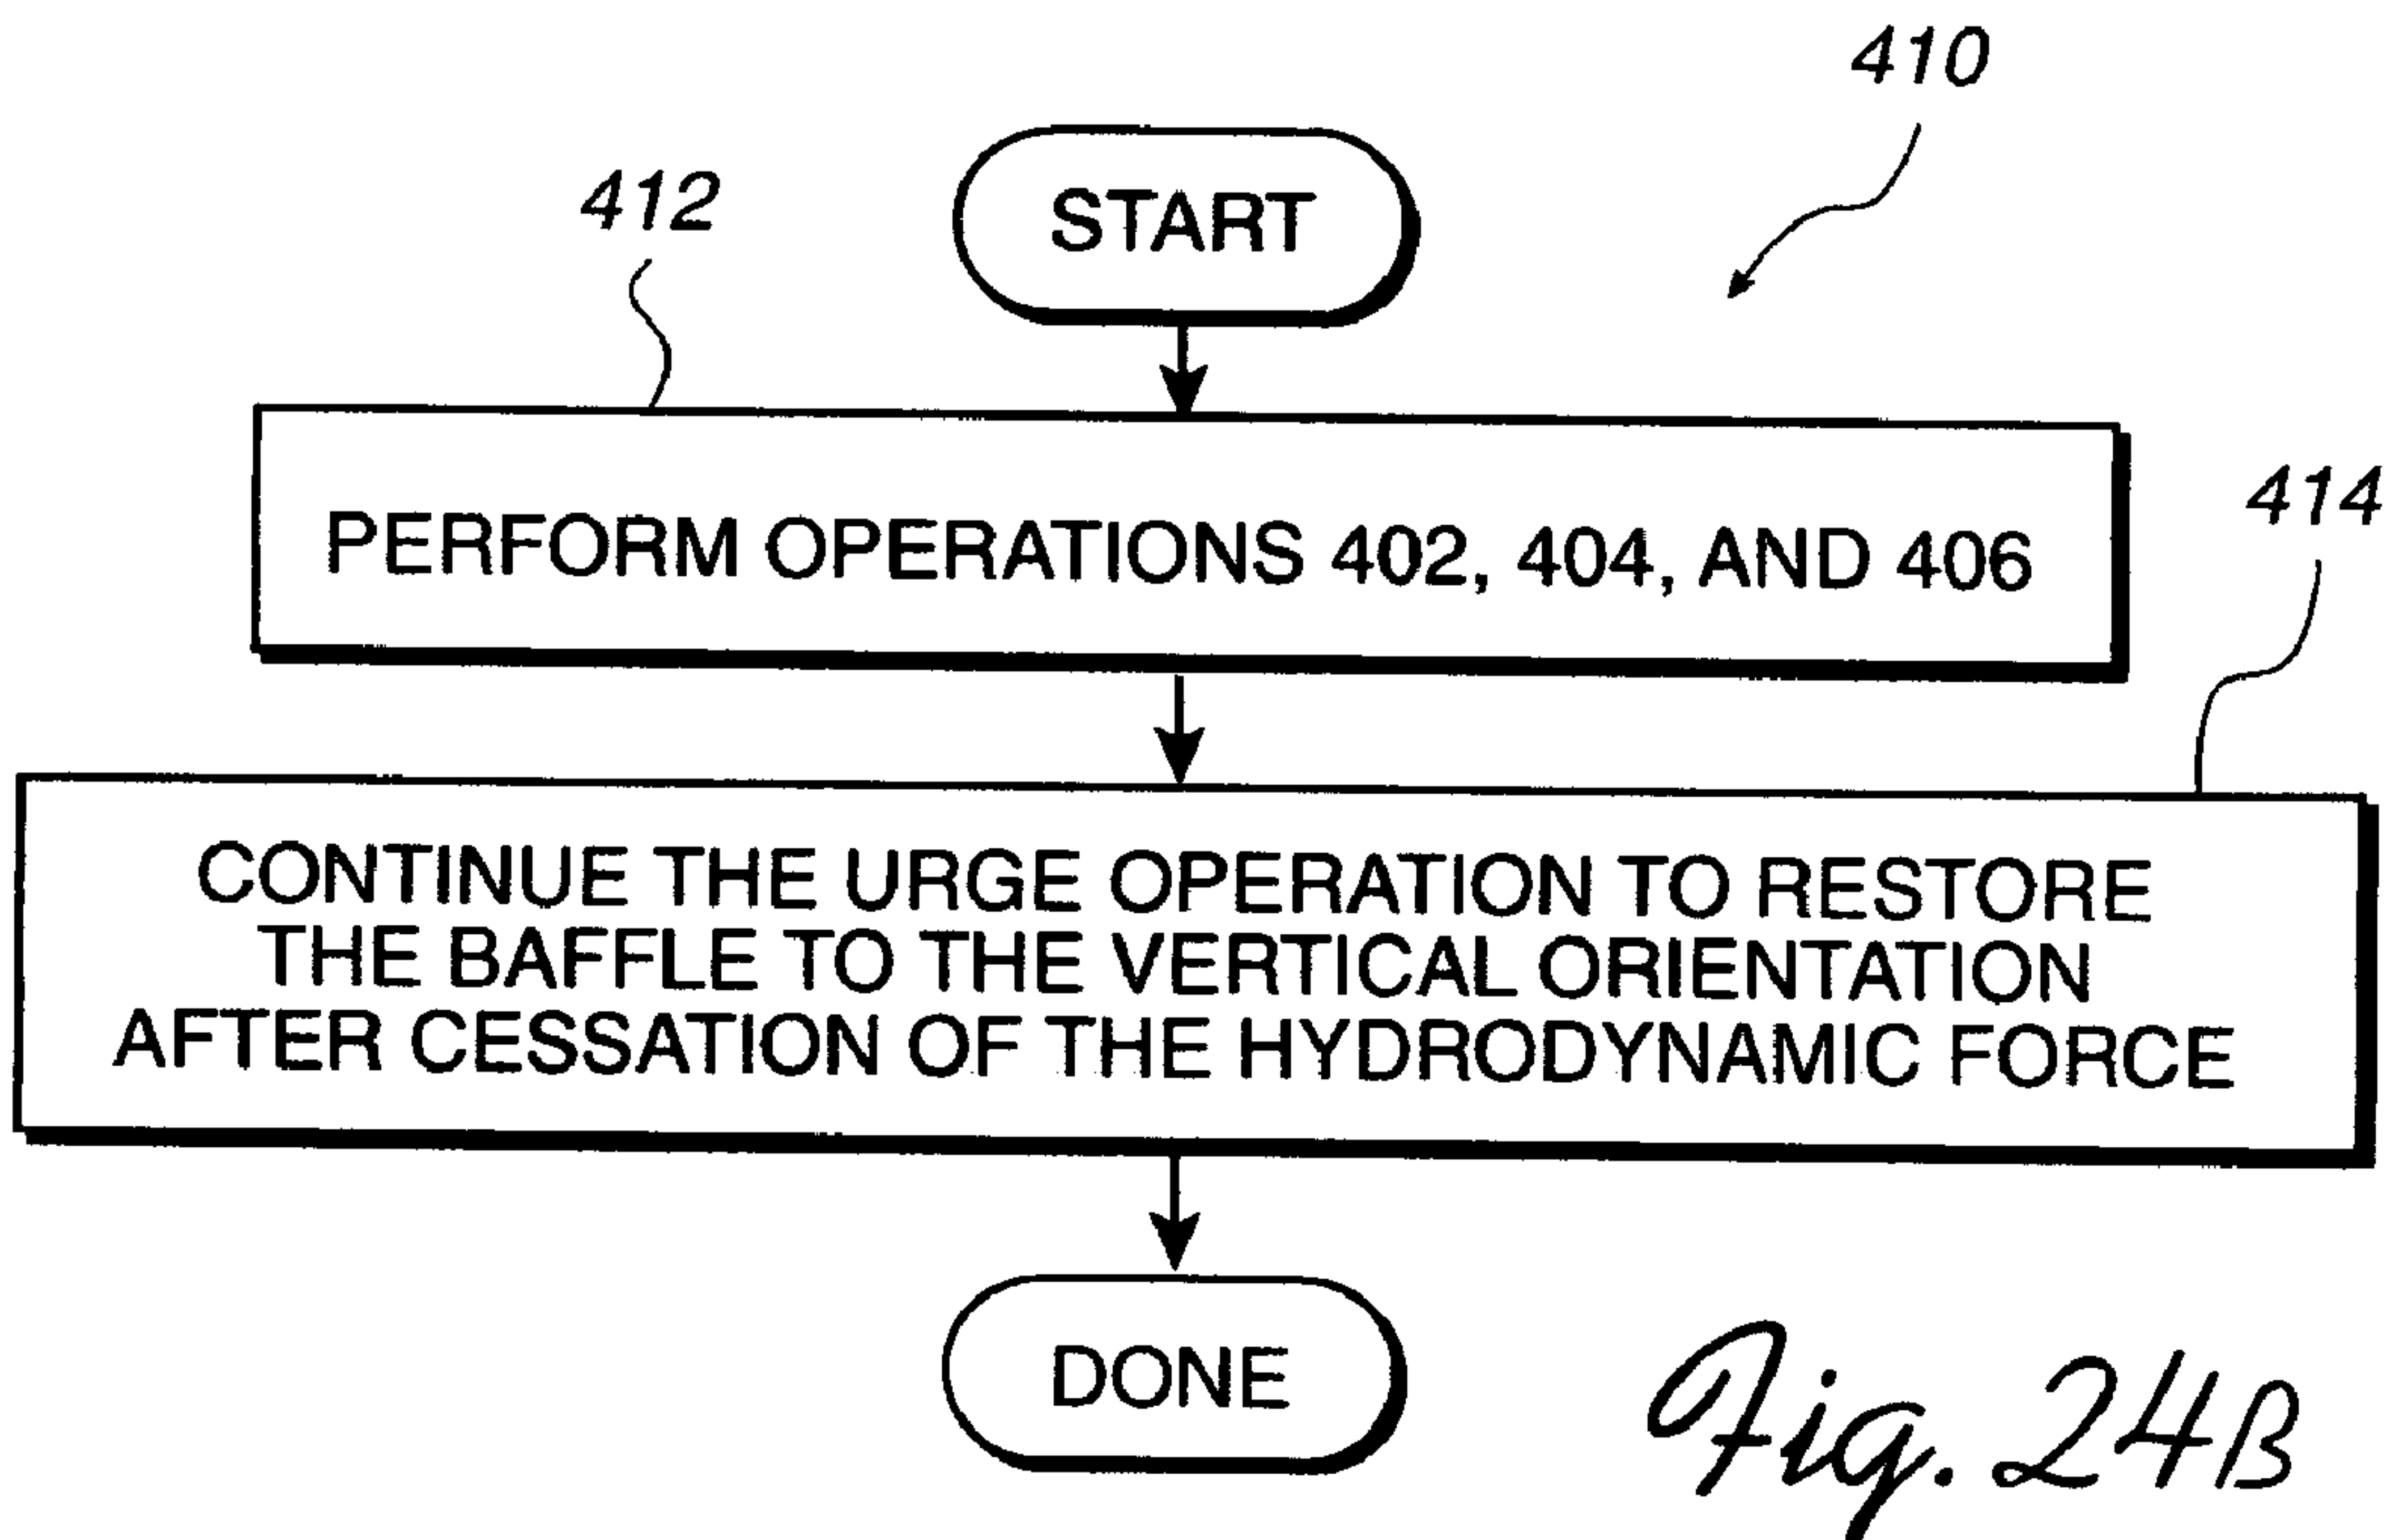 410
412
START
PERFORM OPERATIONS 402, 404, AND 406
414
CONTINUE THE URGE OPERATION TO RESTORE
THE BAFFLE TO THE VERTICAL ORIENTATION
AFTER CESSATION OF THE HYDRODYNAMIC FORCE
DONE
Fig. 24B